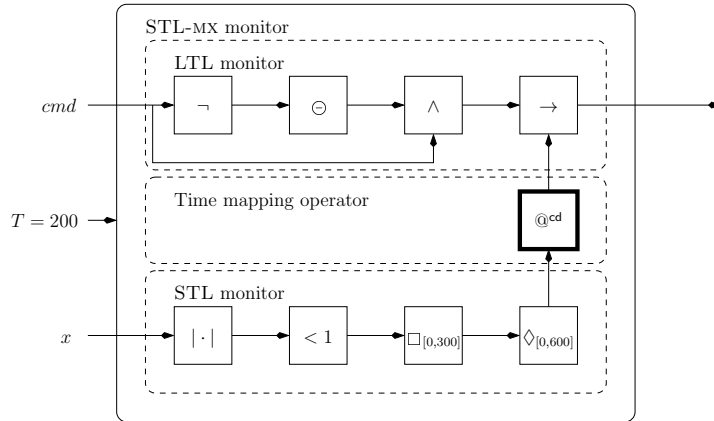 STL-MX monitor
LTL monitor
cmd ¬ ⊖ ∧ →
Time mapping operator
T = 200 @cd
STL monitor
x | · | < 1 □[0,300] ◊[0,600]